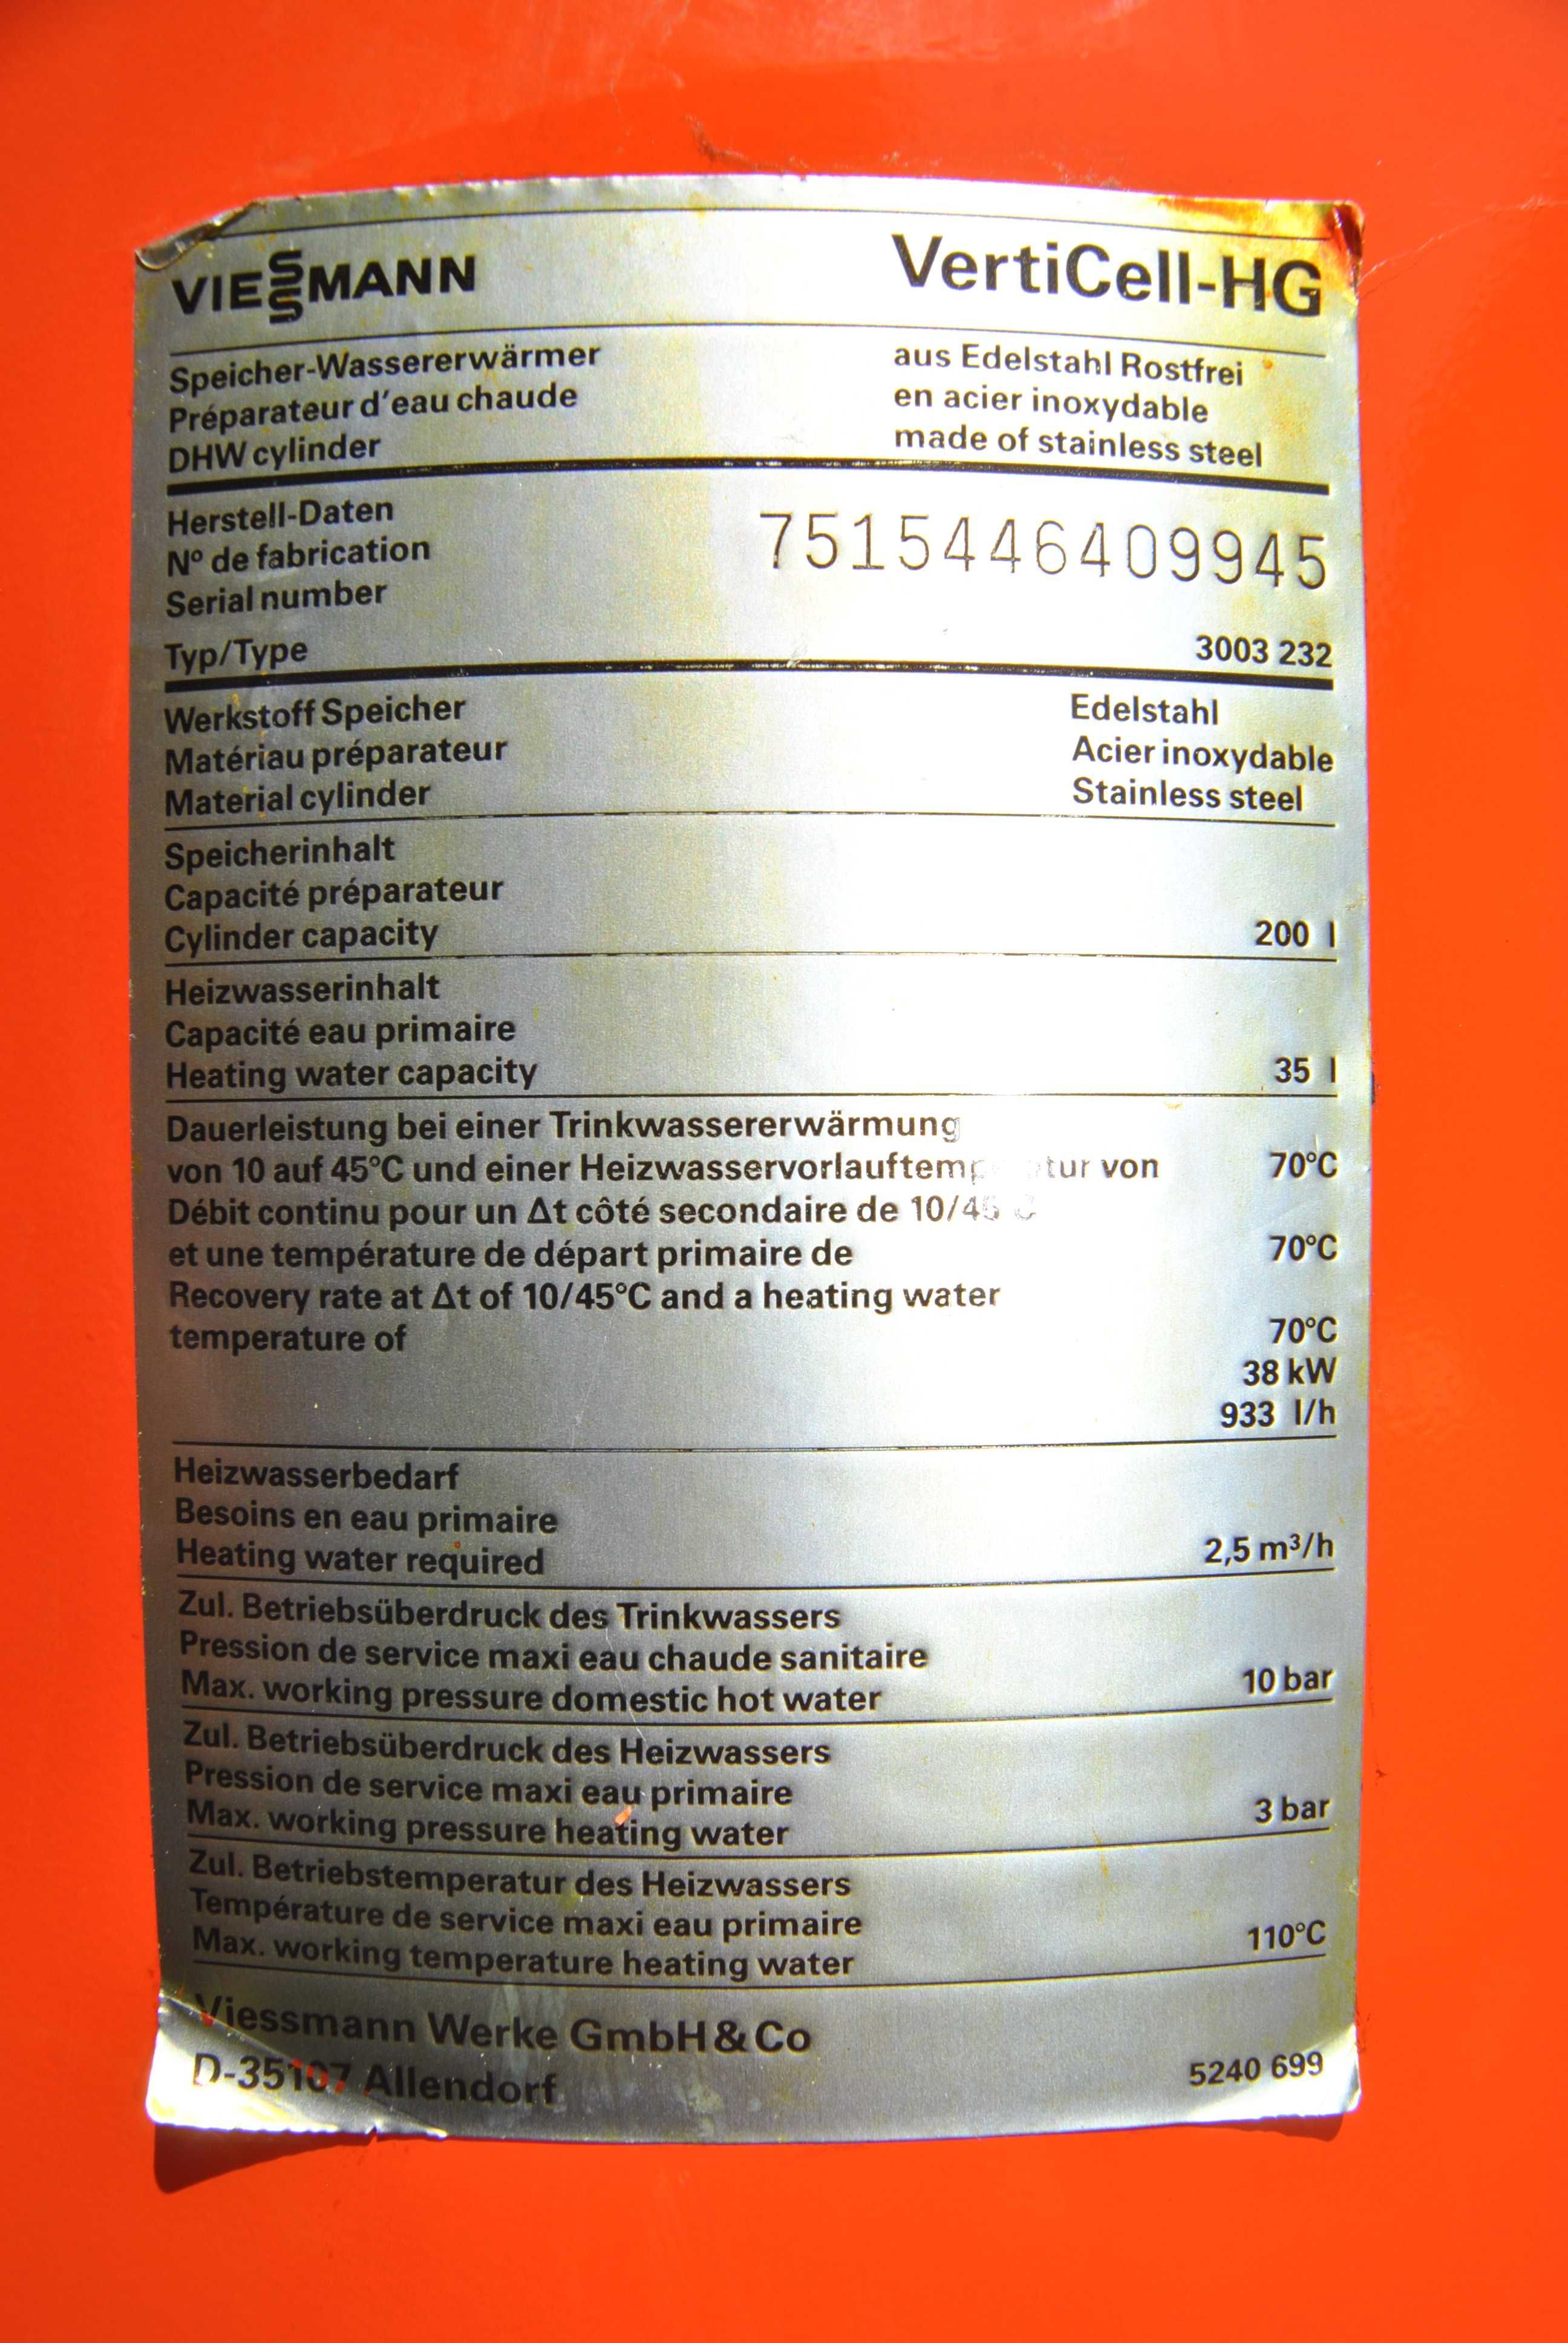 VIESSMANN VertiCell-HG
Speicher-Wassererwärmer aus Edelstahl Rostfrei
Préparateur d'eau chaude en acier inoxydable
DHW cylinder made of stainless steel
Herstell-Daten
N° de fabrication 7515446409945
Serial number
Typ/Type 3003 232
Werkstoff Speicher Edelstahl
Matériau préparateur Acier inoxydable
Material cylinder Stainless steel
Speicherinhalt
Capacité préparateur
Cylinder capacity 200 l
Heizwasserinhalt
Capacité eau primaire
Heating water capacity 35 l
Dauerleistung bei einer Trinkwassererwärmung
von 10 auf 45°C und einer von 70°C
Débit continu pour un Δt côté secondaire de 10/45°C
et une température de départ primaire de 70°C
Recovery rate at Δt of 10/45°C and a heating water
temperature of 70°C
38 kW
933 l/h
Heizwasserbedarf
Besoins en eau primaire
Heating water required 2,5 m³/h
Zul. Betriebsüberdruck des Trinkwassers
Pression de service maxi eau chaude sanitaire
Max. working pressure domestic hot water 10 bar
Zul. Betriebsüberdruck des Heizwassers
Pression de service maxi eau primaire
Max. working pressure heating water 3 bar
Zul. Betriebstemperatur des Heizwassers
Température de service maxi eau primaire
Max. working temperature heating water 110°C
Viessmann Werke GmbH & Co
D-35107 Allendorf 5240 699